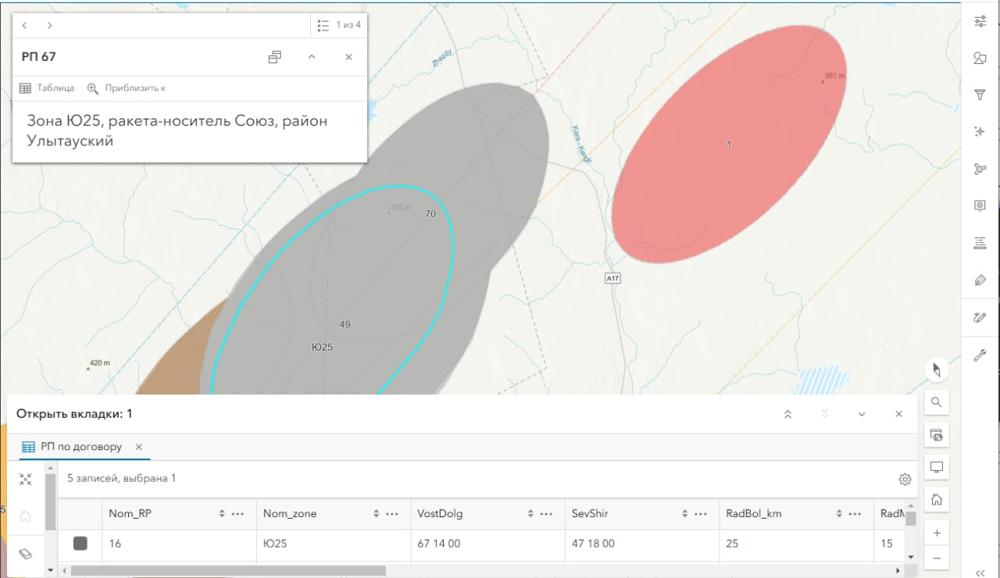 1 из 4
РП 67
Таблица
Приблизить к
Зона Ю25, ракета-носитель Союз, район
Улытауский
Zhazdy
381 m
Kara-Kengir
1
412 m
70
A17
49
Ю25
420 m
Открыть вкладки: 1
РП по договору
5 записей, выбрана 1
5
Nom_RP Nom_zone VostDolg SevShir RadBol_km RadM
16 Ю25 67 14 00 47 18 00 25 15